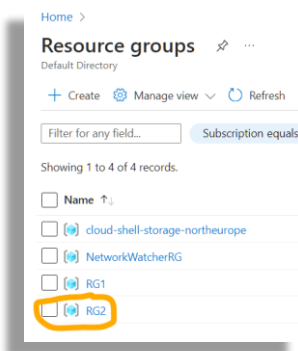 Home >
Resource groups
Default Directory
+ Create Manage view Refresh
Filter for any field... Subscription equals
Showing 1 to 4 of 4 records.
Name ↑↓
cloud-shell-storage-northeurope
NetworkWatcherRG
RG1
RG2